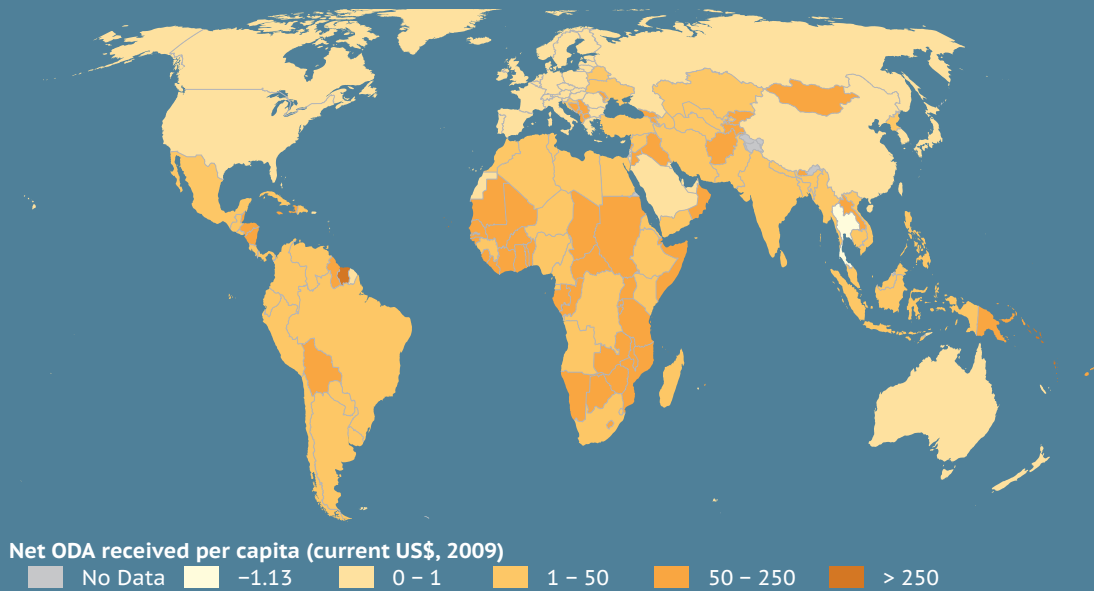 Net ODA received per capita (current US$, 2009)
No Data −1.13 0 − 1 1 − 50 50 − 250 > 250